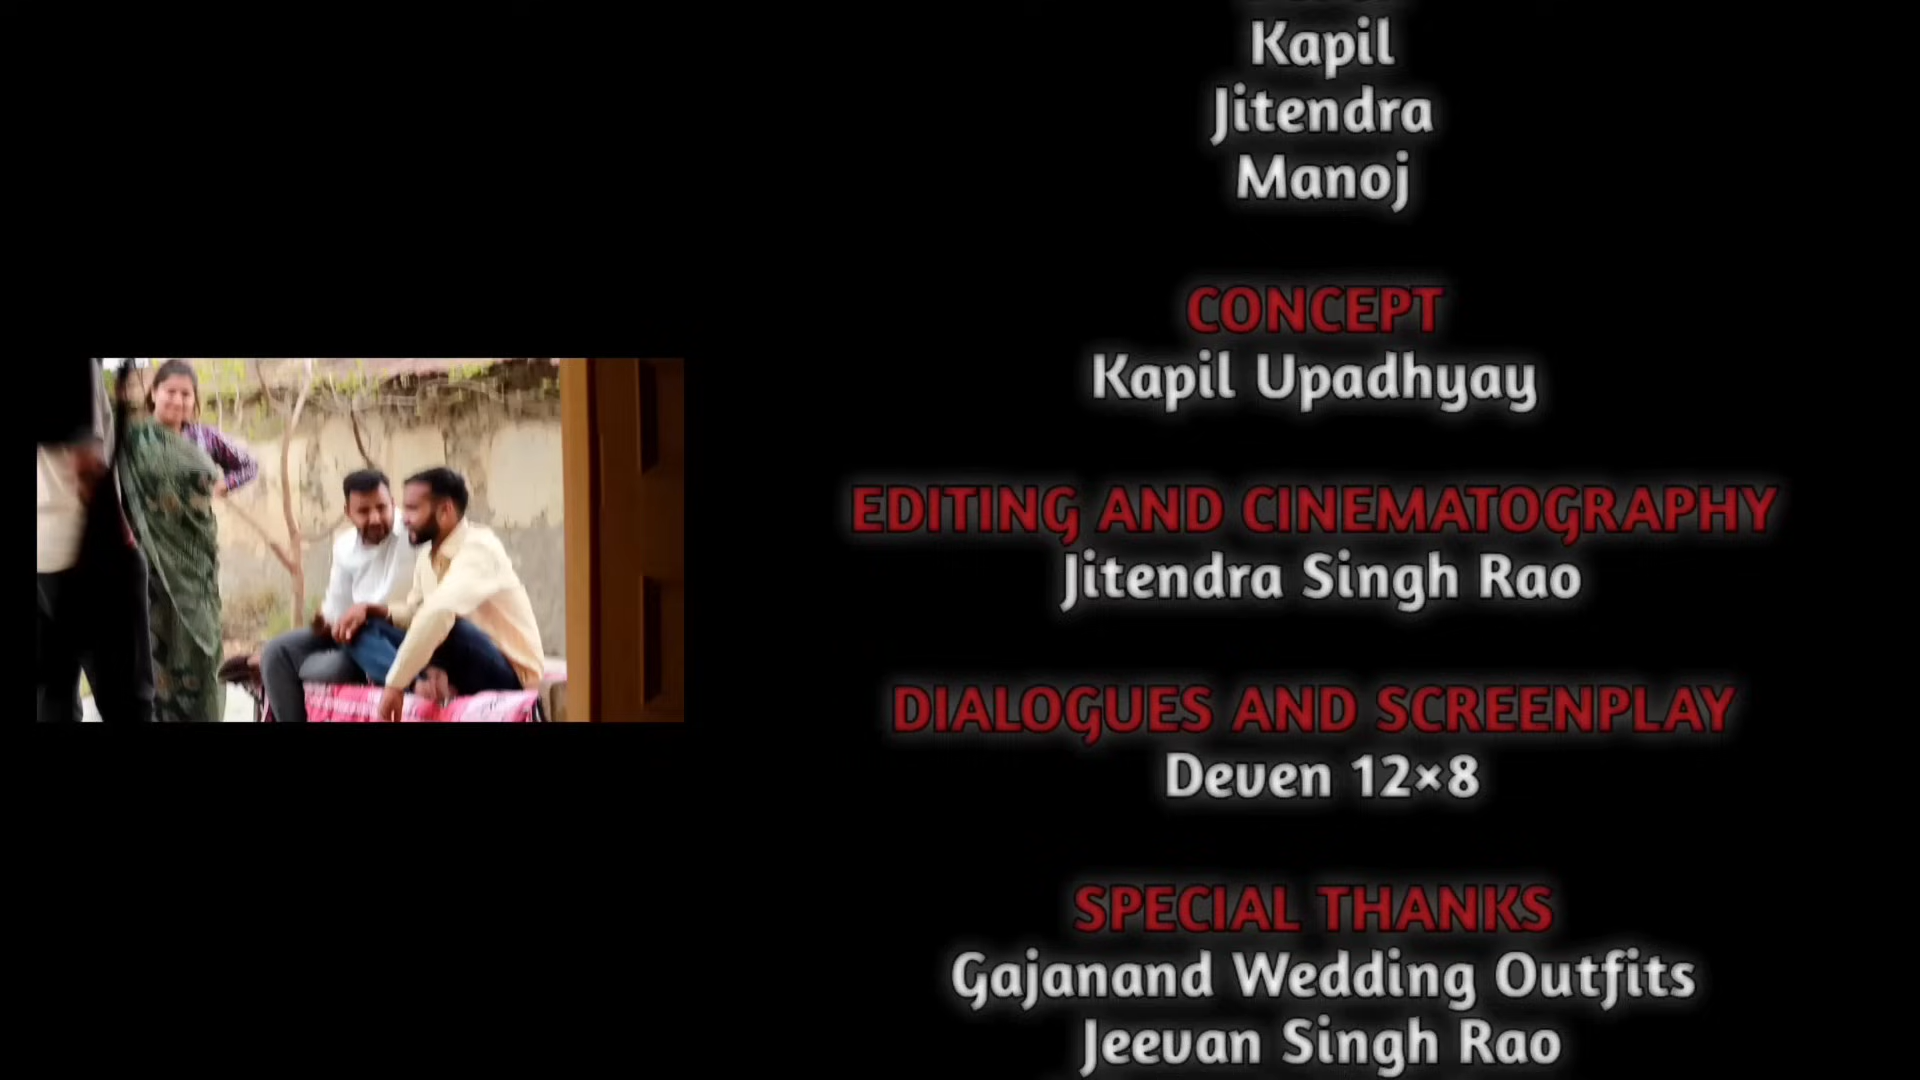 Kapil
Jitendra
Manoj
CONCEPT
Kapil Upadhyay
EDITING AND CINEMATOGRAPHY
Jitendra Singh Rao
DIALOGUES AND SCREENPLAY
Deven 12×8
SPECIAL THANKS
Gajanand Wedding Outfits
Jeevan Singh Rao